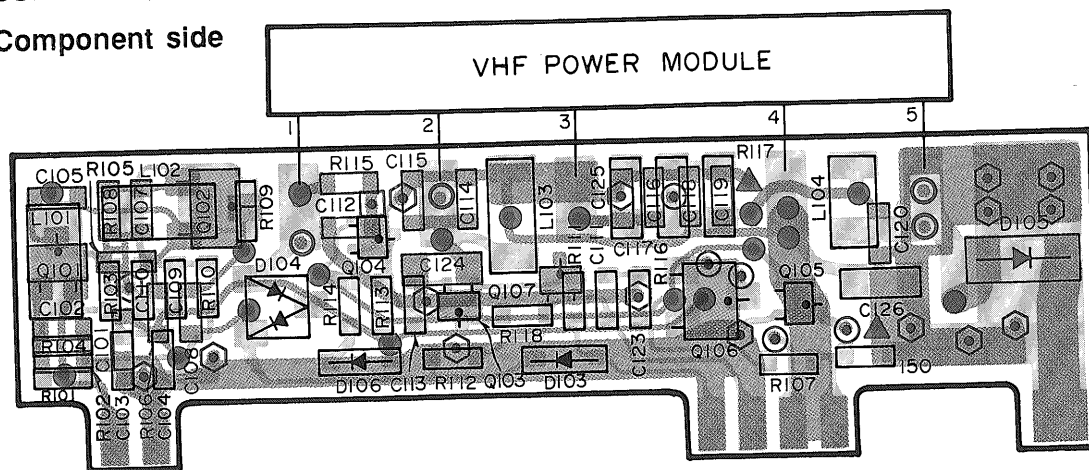 Component side
VHF POWER MODULE
1 2 3 4 5
C105 R105 L102 R109 R115 C115 R117
R108 C107 Q102 C112 C114 L103 C125 C116 C118 C119 L104 C120
L101 D105
Q101 R103 C110 C109 R110 D104 Q104 C124 C117 R116 Q105
C102 R114 R113 Q107 C126
R104 C101 C108 R118 C123 Q106 150
R101 D106 C113 R112 Q103 D103 R107
R102 C103 R106 C104